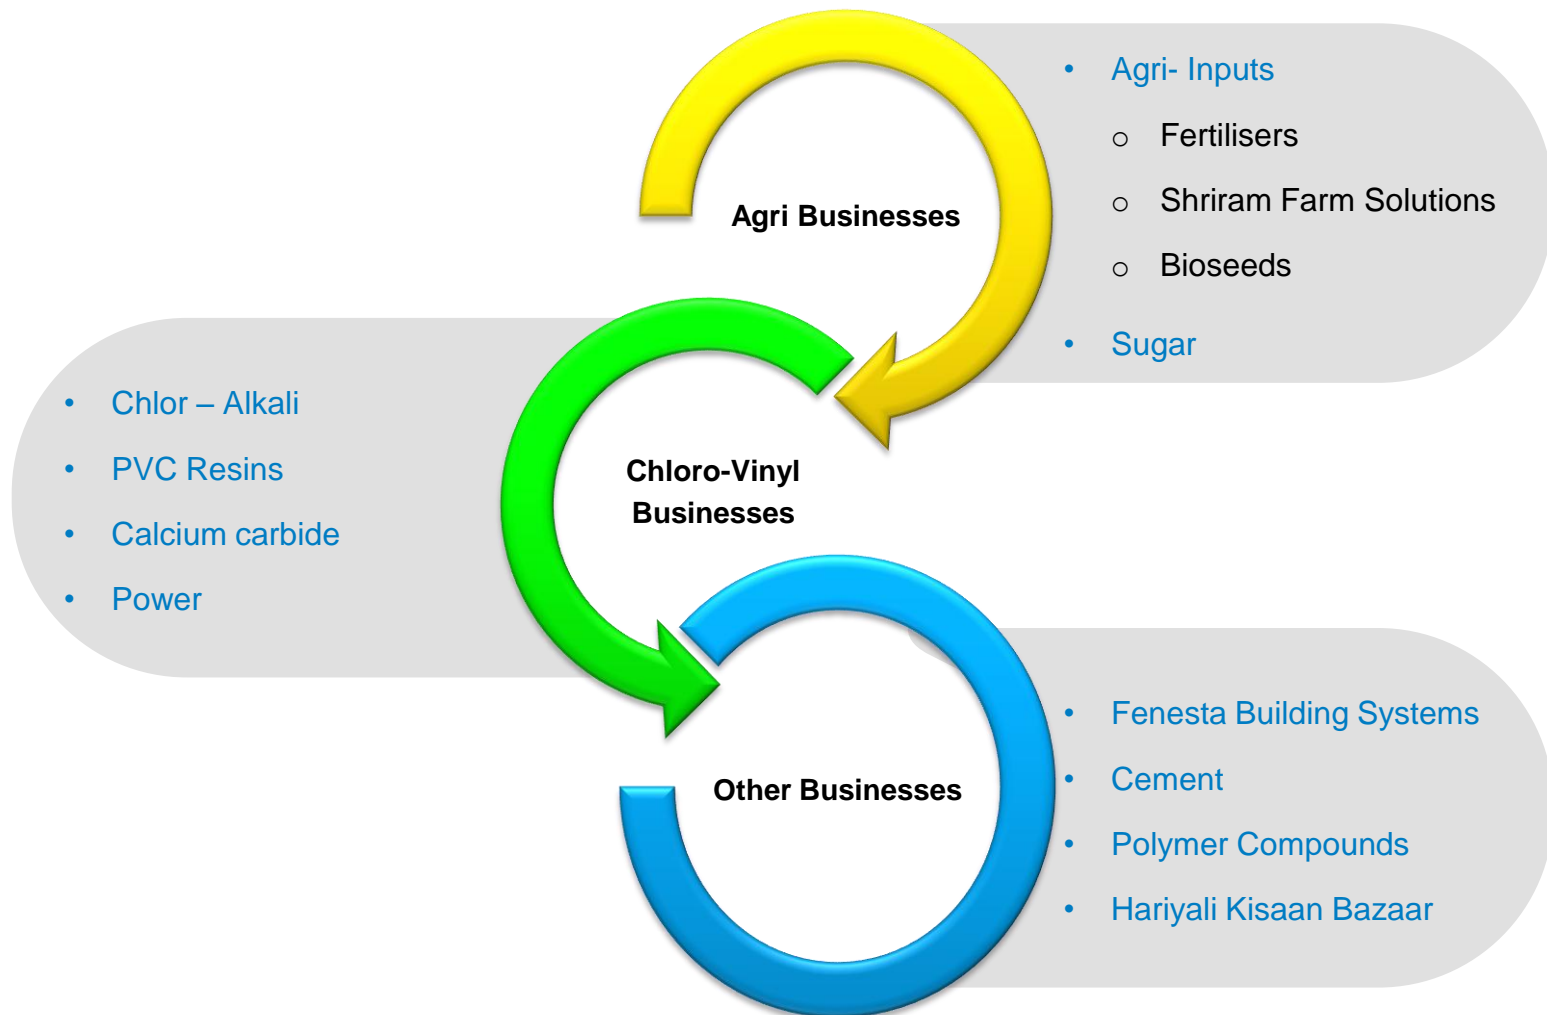 Agri Businesses
• Agri- Inputs
o Fertilisers
o Shriram Farm Solutions
o Bioseeds
• Sugar
Chloro-Vinyl
Businesses
• Chlor – Alkali
• PVC Resins
• Calcium carbide
• Power
Other Businesses
• Fenesta Building Systems
• Cement
• Polymer Compounds
• Hariyali Kisaan Bazaar